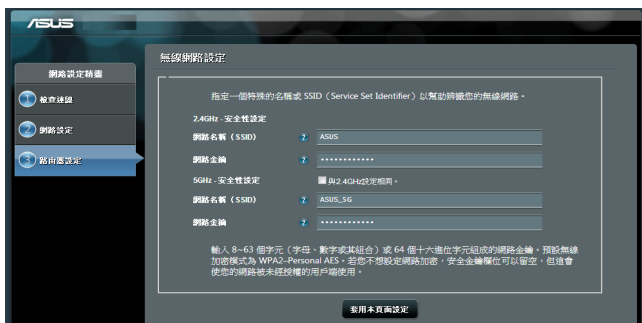 ASUS
無線網路設定
網路設定精靈
1 檢查連線
2 網路設定
3 路由器設定
指定一個特殊的名稱或 SSID（Service Set Identifier）以幫助辨識您的無線網路。
2.4GHz - 安全性設定
網路名稱（SSID） ? ASUS
網路金鑰 ? ············
5GHz - 安全性設定 與2.4GHz設定相同。
網路名稱（SSID） ? ASUS_5G
網路金鑰 ? ············
輸入 8~63 個字元（字母、數字或其組合）或 64 個十六進位字元組成的網路金鑰。預設無線
加密模式為 WPA2-Personal AES。若您不想設定網路加密，安全金鑰欄位可以留空，但這會
使您的網路被未經授權的用戶端使用。
套用本頁面設定